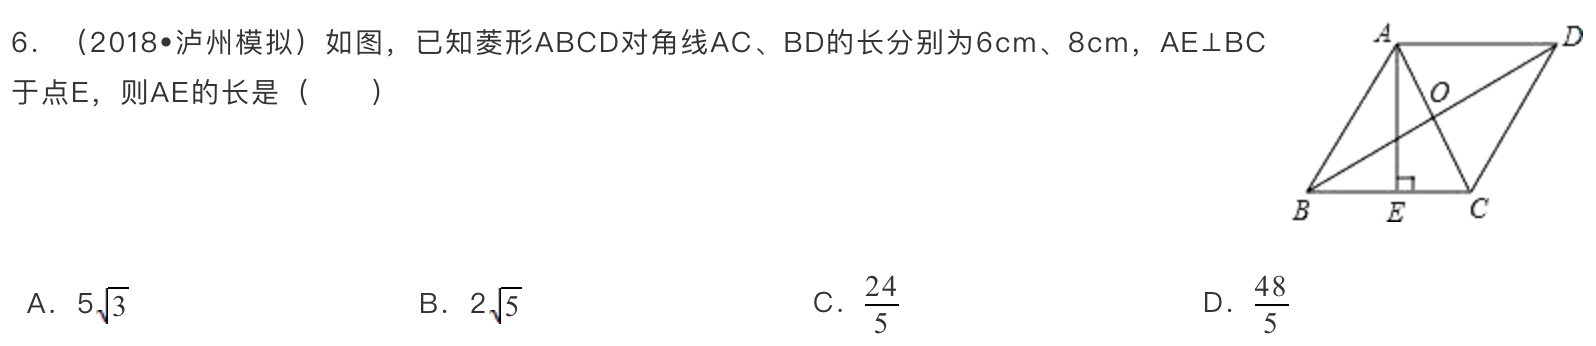 6. （2018•泸州模拟）如图，已知菱形ABCD对角线AC、BD的长分别为6cm、8cm，AE⊥BC
于点E，则AE的长是（　　）
A
D
O
B
E
C
A. 5√3
B. 2√5
C. 24/5
D. 48/5